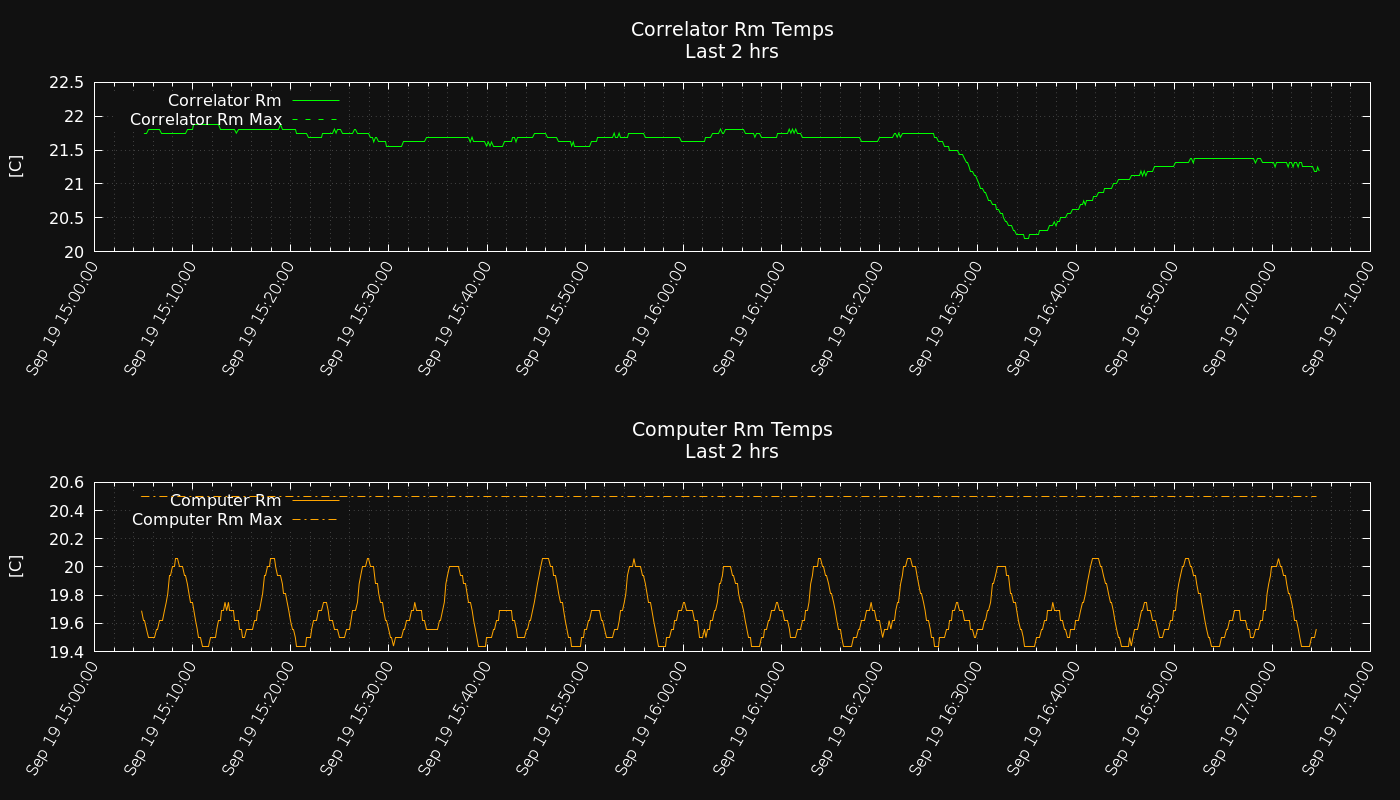 Correlator Rm Temps
Last 2 hrs
22.5
22
21.5
21
20.5
20
[C]
Correlator Rm
Correlator Rm Max
Sep 19 15:00:00
Sep 19 15:10:00
Sep 19 15:20:00
Sep 19 15:30:00
Sep 19 15:40:00
Sep 19 15:50:00
Sep 19 16:00:00
Sep 19 16:10:00
Sep 19 16:20:00
Sep 19 16:30:00
Sep 19 16:40:00
Sep 19 16:50:00
Sep 19 17:00:00
Sep 19 17:10:00
Computer Rm Temps
Last 2 hrs
20.6
20.4
20.2
20
19.8
19.6
19.4
[C]
Computer Rm
Computer Rm Max
Sep 19 15:00:00
Sep 19 15:10:00
Sep 19 15:20:00
Sep 19 15:30:00
Sep 19 15:40:00
Sep 19 15:50:00
Sep 19 16:00:00
Sep 19 16:10:00
Sep 19 16:20:00
Sep 19 16:30:00
Sep 19 16:40:00
Sep 19 16:50:00
Sep 19 17:00:00
Sep 19 17:10:00